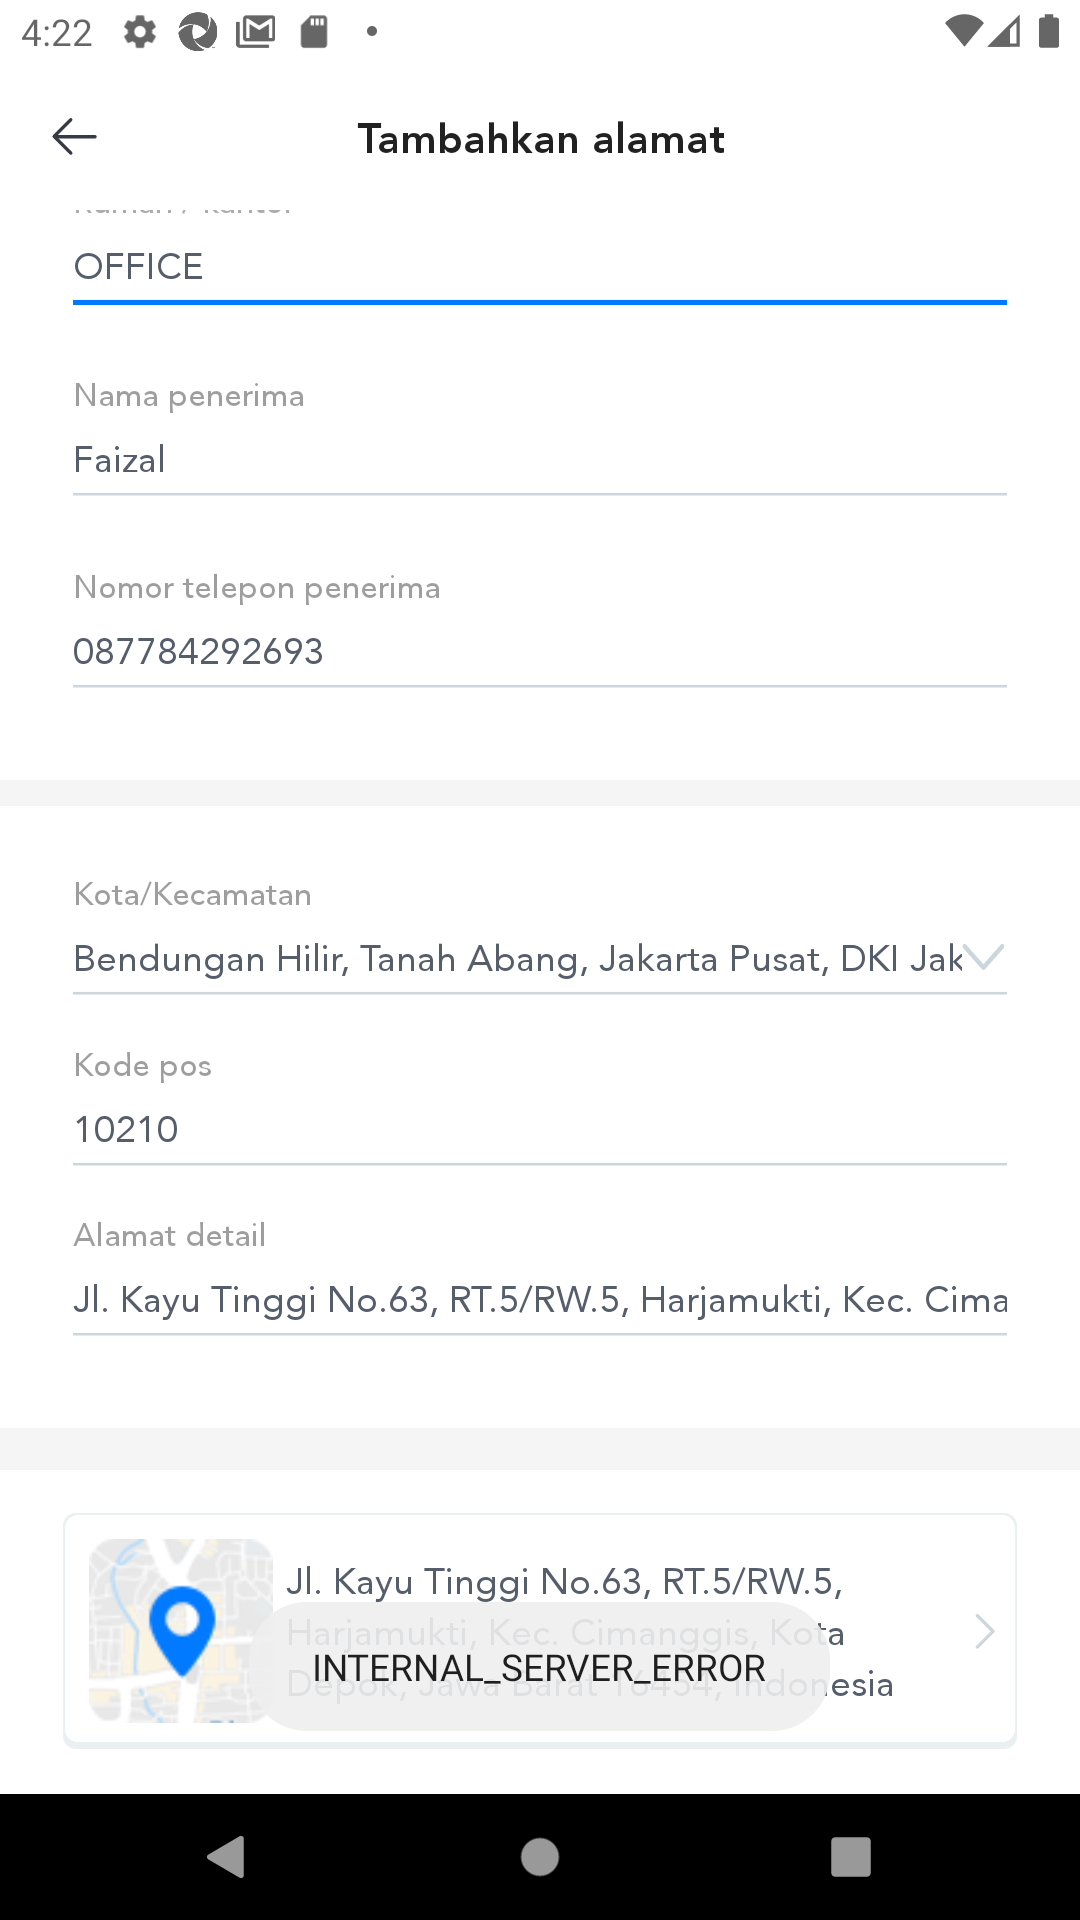 4:22
Tambahkan alamat
Rumah / kantor
OFFICE
Nama penerima
Faizal
Nomor telepon penerima
087784292693
Kota/Kecamatan
Bendungan Hilir, Tanah Abang, Jakarta Pusat, DKI Jak
Kode pos
10210
Alamat detail
Jl. Kayu Tinggi No.63, RT.5/RW.5, Harjamukti, Kec. Cima
Jl. Kayu Tinggi No.63, RT.5/RW.5,
Harjamukti, Kec. Cimanggis, Kota
Depok, Jawa Barat 16454, Indonesia
INTERNAL_SERVER_ERROR